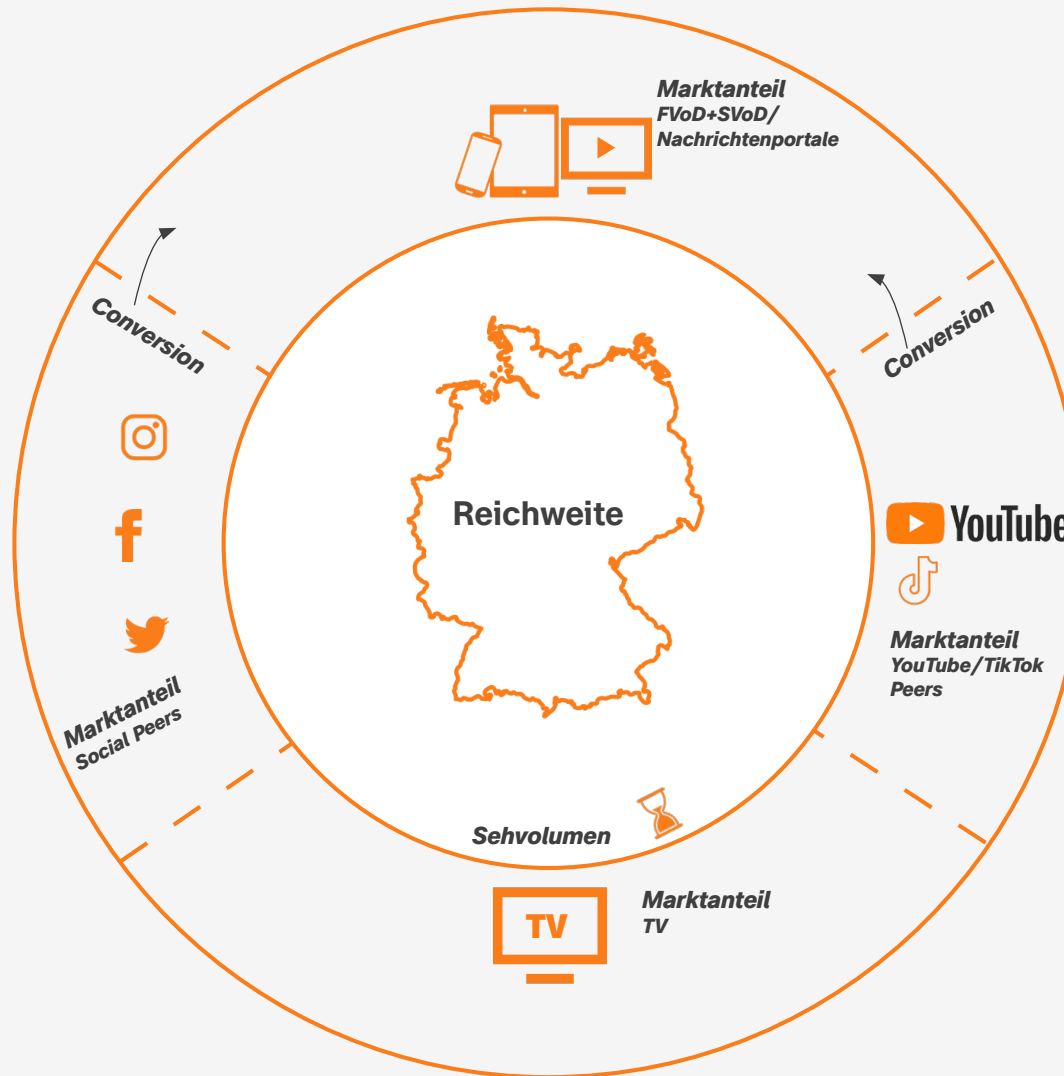 Marktanteil
FVoD+SVoD/
Nachrichtenportale
Conversion
Conversion
Reichweite
YouTube
Marktanteil
YouTube/TikTok
Peers
Marktanteil
Social Peers
Sehvolumen
TV
Marktanteil
TV